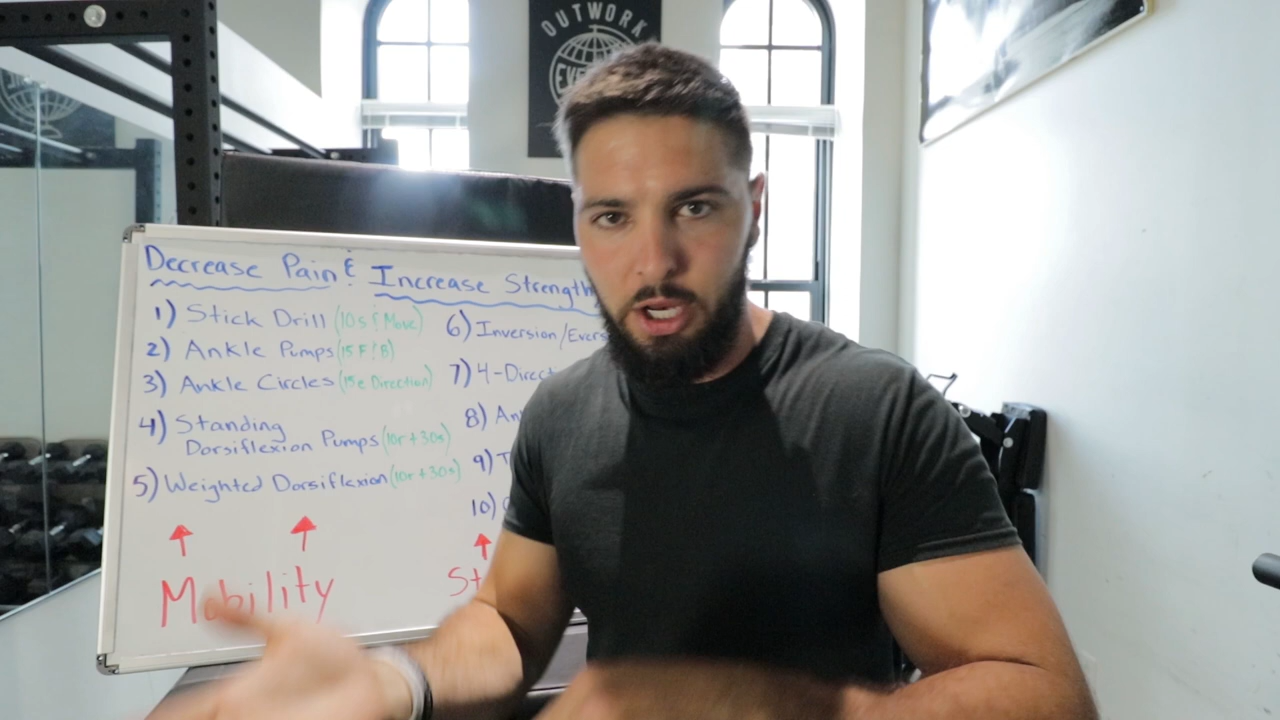 OUTWORK
Decrease Pain & Increase Strength
1) Stick Drill (10s & Move)
2) Ankle Pumps (15 F & B)
3) Ankle Circles (15e Direction)
4) Standing
Dorsiflexion Pumps (10r + 30s)
5) Weighted Dorsiflexion (10r + 30s)
Mobility
6) Inversion/Evers
7) 4-Direct
8) An
9) T
10)
St